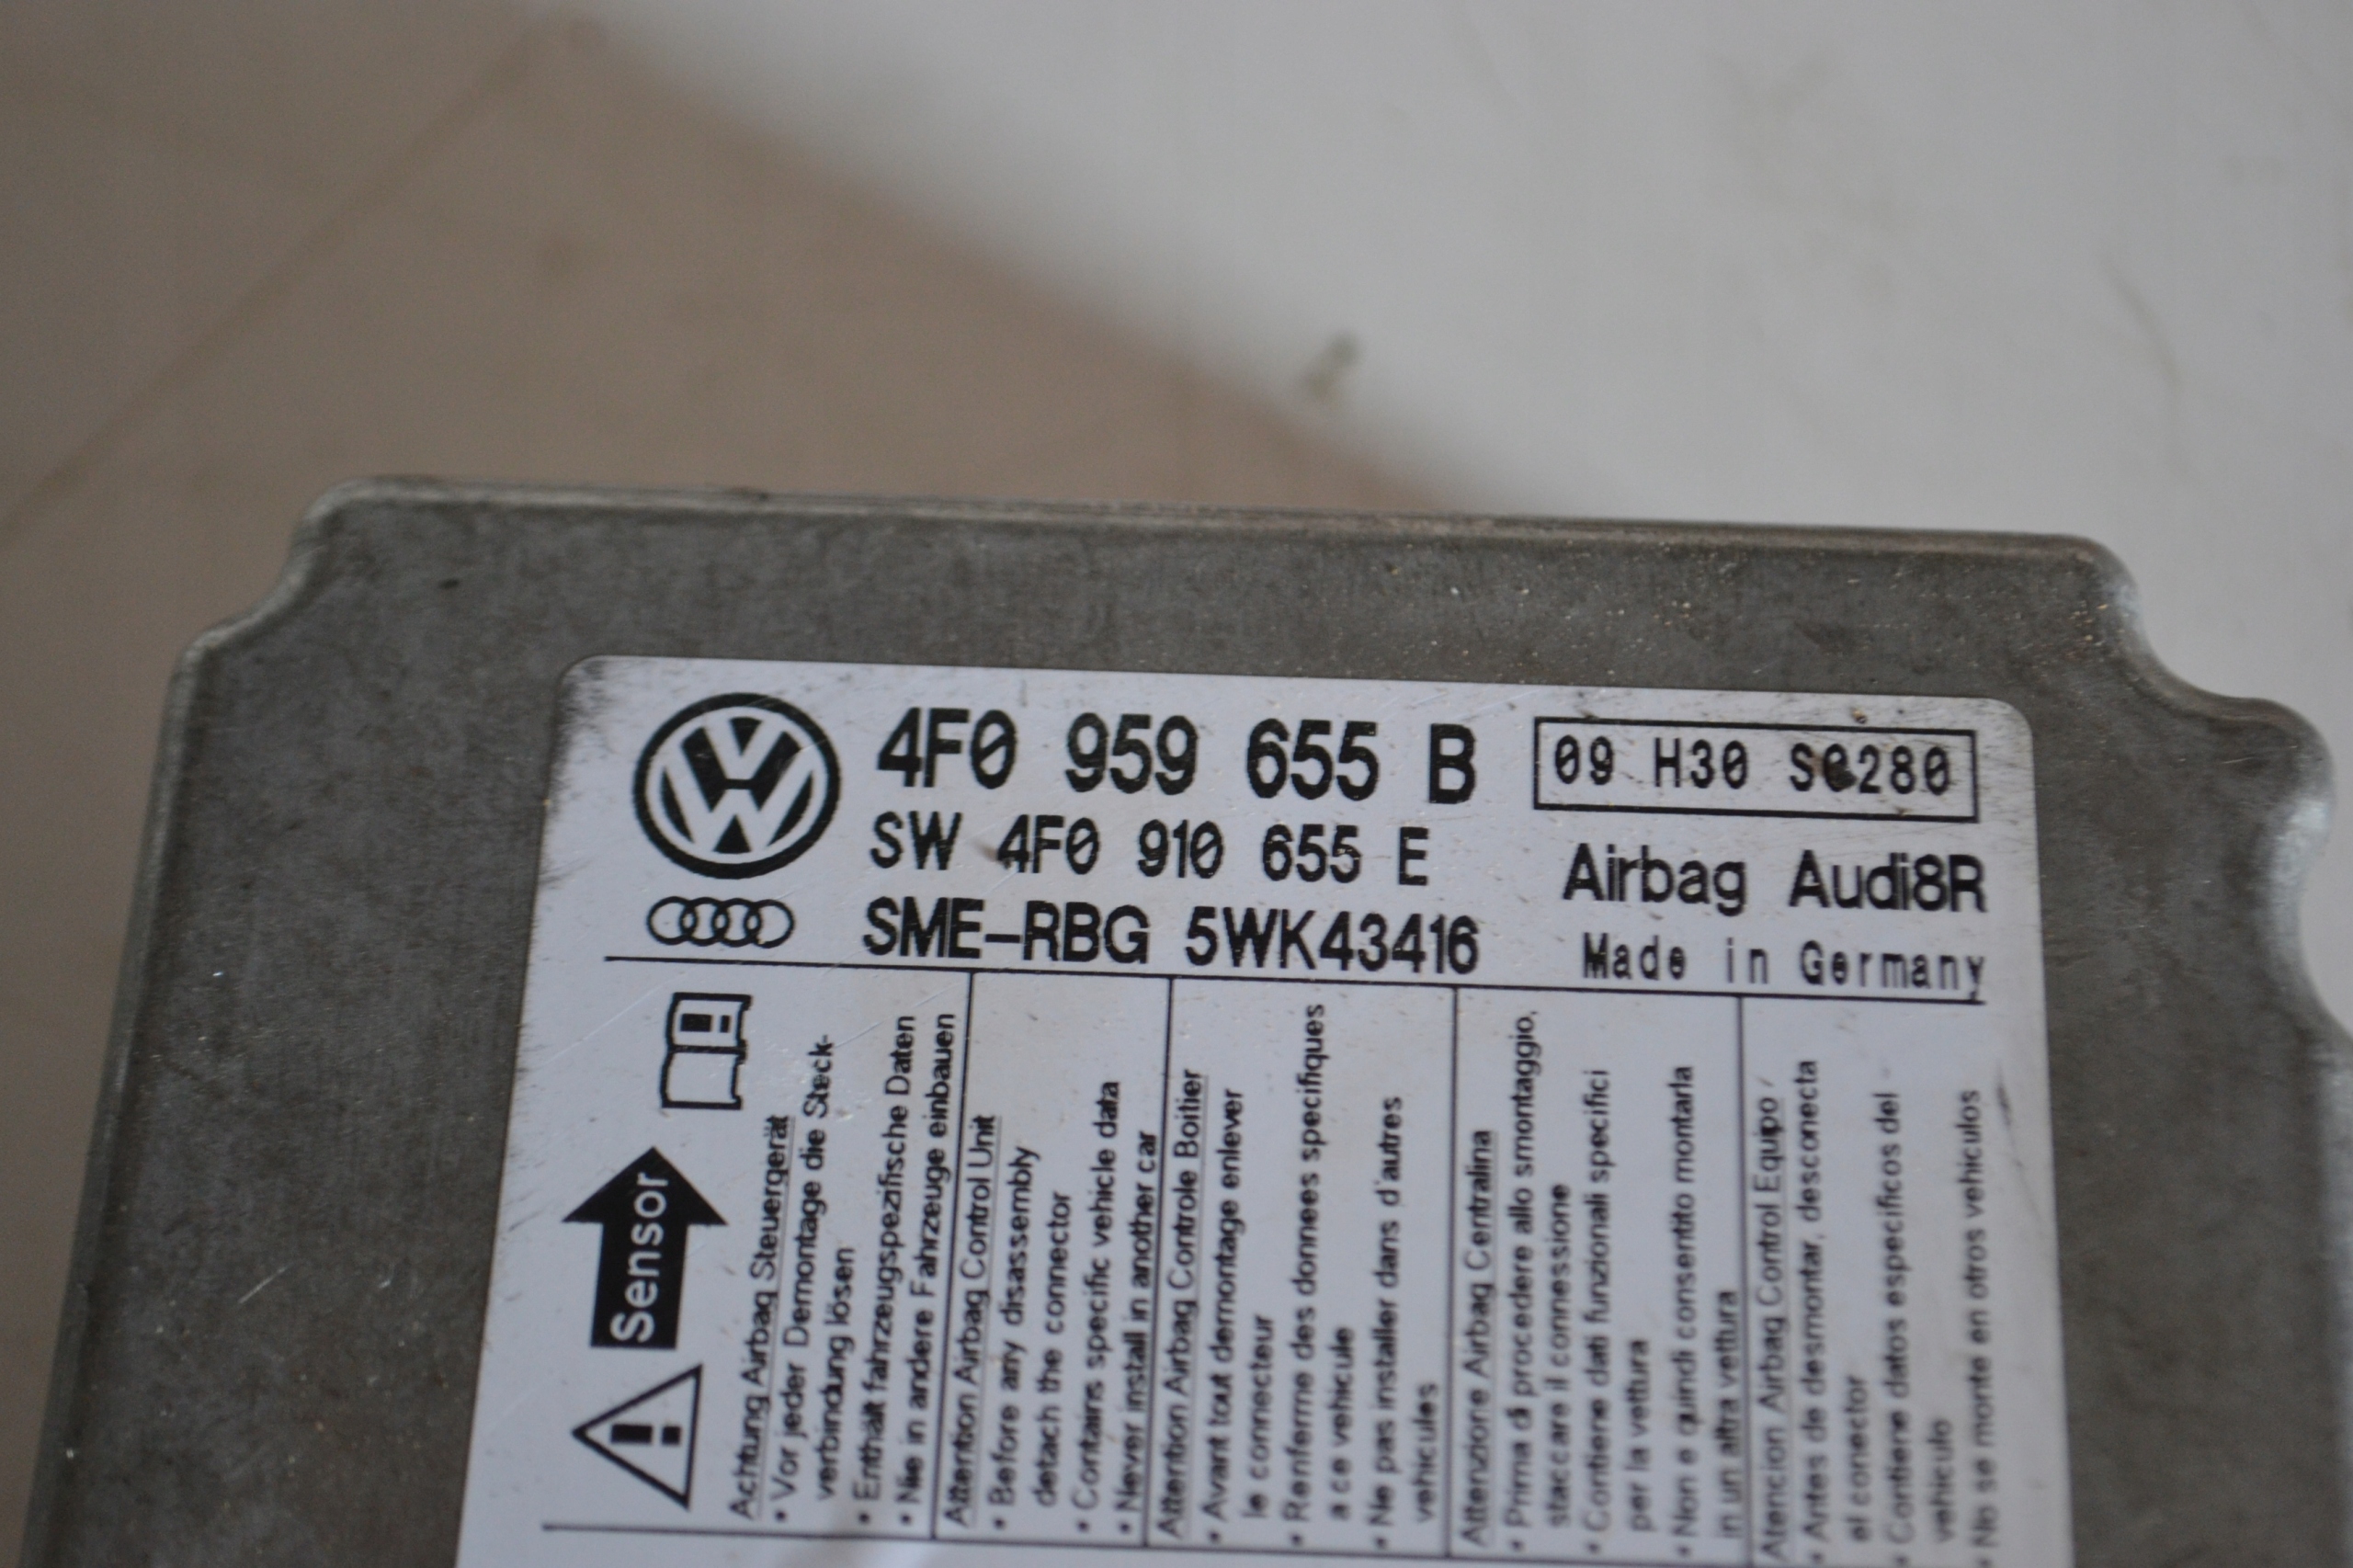 4F0 959 655 B
09 H30 S0280
SW 4F0 910 655 E
Airbag Audi8R
SME-RBG 5WK43416
Made in Germany
Sensor
Achtung Airbag Steuergerät
• Vor jeder Demontage die Steck-
verbindung lösen
• Enthält fahrzeugspezifische Daten
• Nie in andere Fahrzeuge einbauen
Attention Airbag Control Unit
• Before any disassembly
detach the connector
• Contains specific vehicle data
• Never install in another car
Attention Airbag Controle Boitier
• Avant tout demontage enlever
le connecteur
• Renferme des donnees specifiques
a ce vehicule
• Ne pas installer dans d'autres
vehicules
Attenzione Airbag Centralina
• Prima di procedere allo smontaggio,
staccare il connessione
• Contiene dati funzionali specifici
per la vettura
• Non e quindi consentito montarla
in un altra vettura
Atencion Airbag Control Equipo
• Antes de desmontar, desconecta
el conector
• Contiene datos especificos del
vehiculo
• No se monte en otros vehiculos